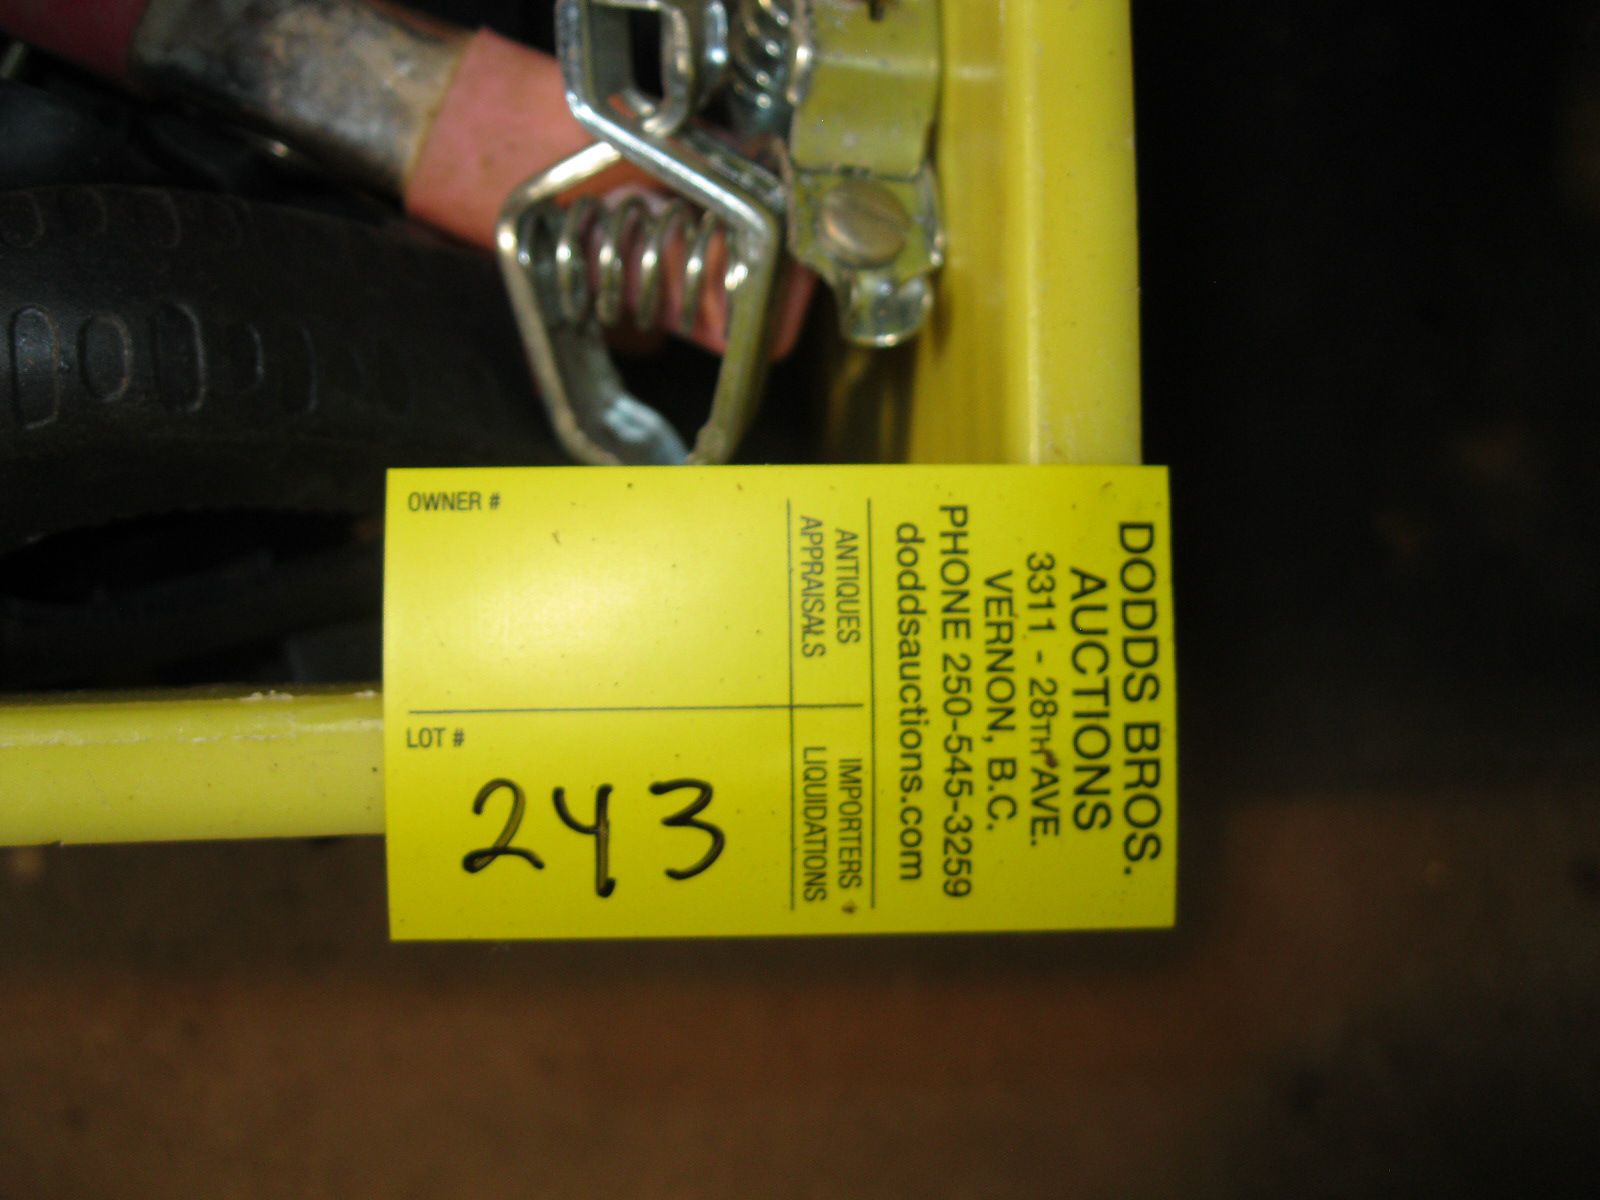 DODDS BROS.
AUCTIONS
3311 - 28TH AVE.
VERNON, B.C.
PHONE 250-545-3259
doddsauctions.com
ANTIQUES
APPRAISALS
IMPORTERS
LIQUIDATIONS
OWNER #
LOT #
243